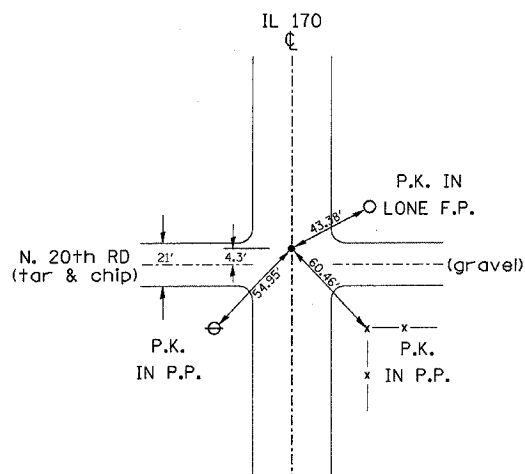 IL 170
℄
P.K. IN
LONE F.P.
43.38'
N. 20th RD
(tar & chip)
21'
4.3'
(gravel)
54.95'
60.46'
P.K.
IN P.P.
P.K.
IN P.P.